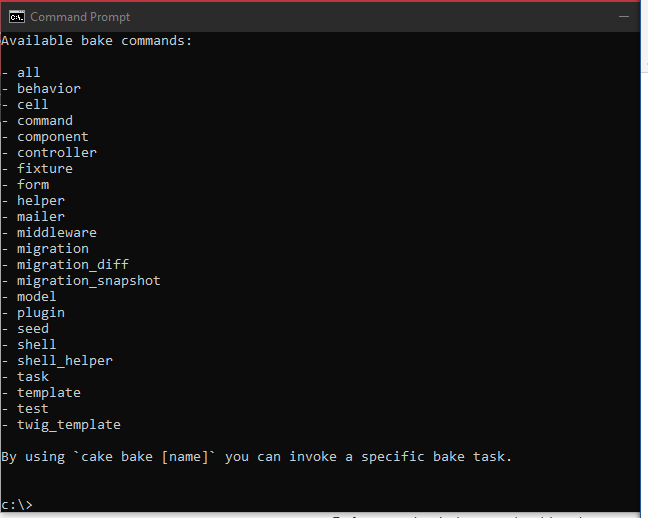 Command Prompt
Available bake commands:
- all
- behavior
- cell
- command
- component
- controller
- fixture
- form
- helper
- mailer
- middleware
- migration
- migration_diff
- migration_snapshot
- model
- plugin
- seed
- shell
- shell_helper
- task
- template
- test
- twig_template
By using `cake bake [name]` you can invoke a specific bake task.
c:\>